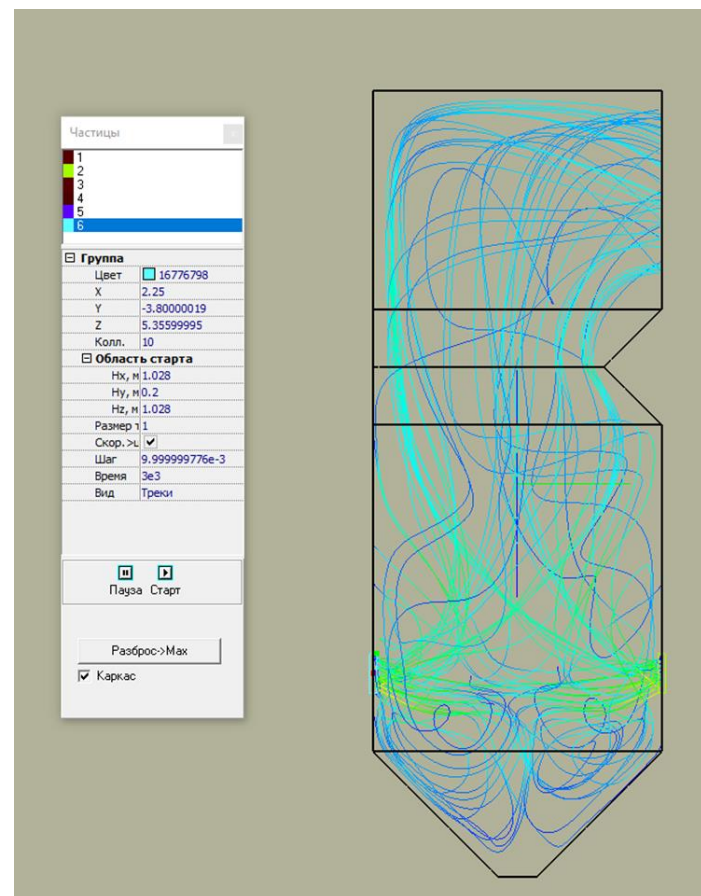 Частицы
1
2
3
4
5
6
Группа
Цвет 16776798
X 2.25
Y -3.80000019
Z 5.35599995
Колл. 10
Область старта
Hx, м 1.028
Hy, м 0.2
Hz, м 1.028
Размер т 1
Скор.>ц
Шаг 9.999999776e-3
Время 3e3
Вид Треки
Пауза Старт
Разброс->Max
Каркас